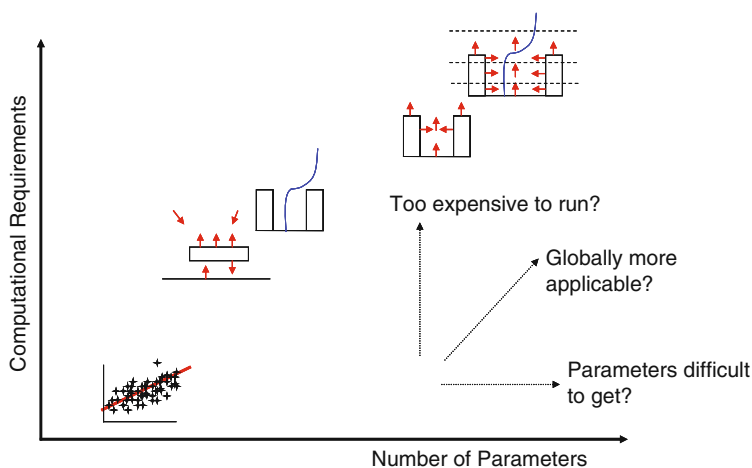 Computational Requirements
Too expensive to run?
Globally more
applicable?
Parameters difficult
to get?
Number of Parameters